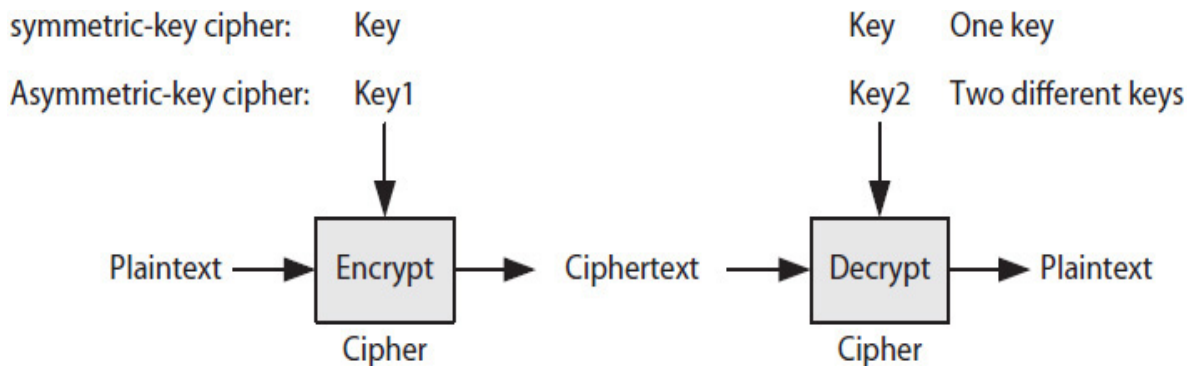 symmetric-key cipher: Key Key One key
Asymmetric-key cipher: Key1 Key2 Two different keys
Plaintext Encrypt Ciphertext Decrypt Plaintext
Cipher Cipher